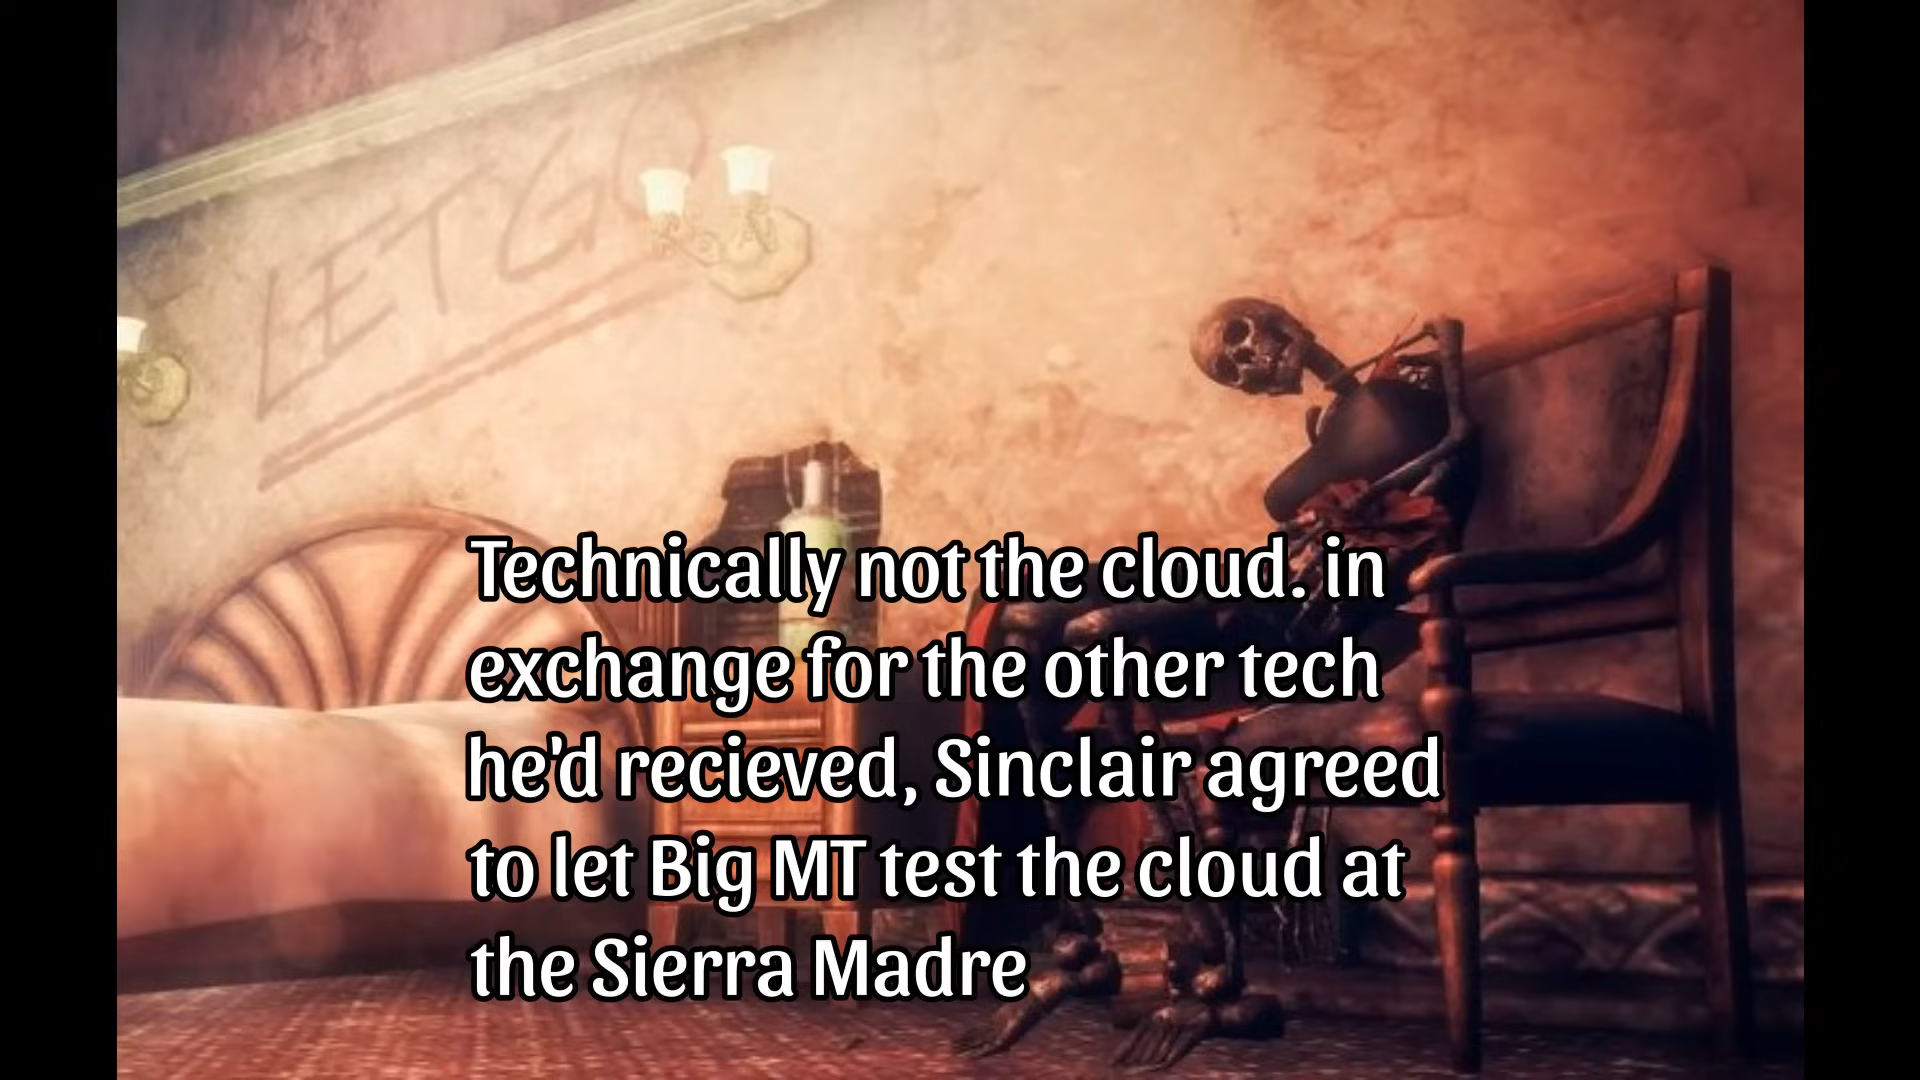 LET GO
Technically not the cloud. in
exchange for the other tech
he'd recieved, Sinclair agreed
to let Big MT test the cloud at
the Sierra Madre